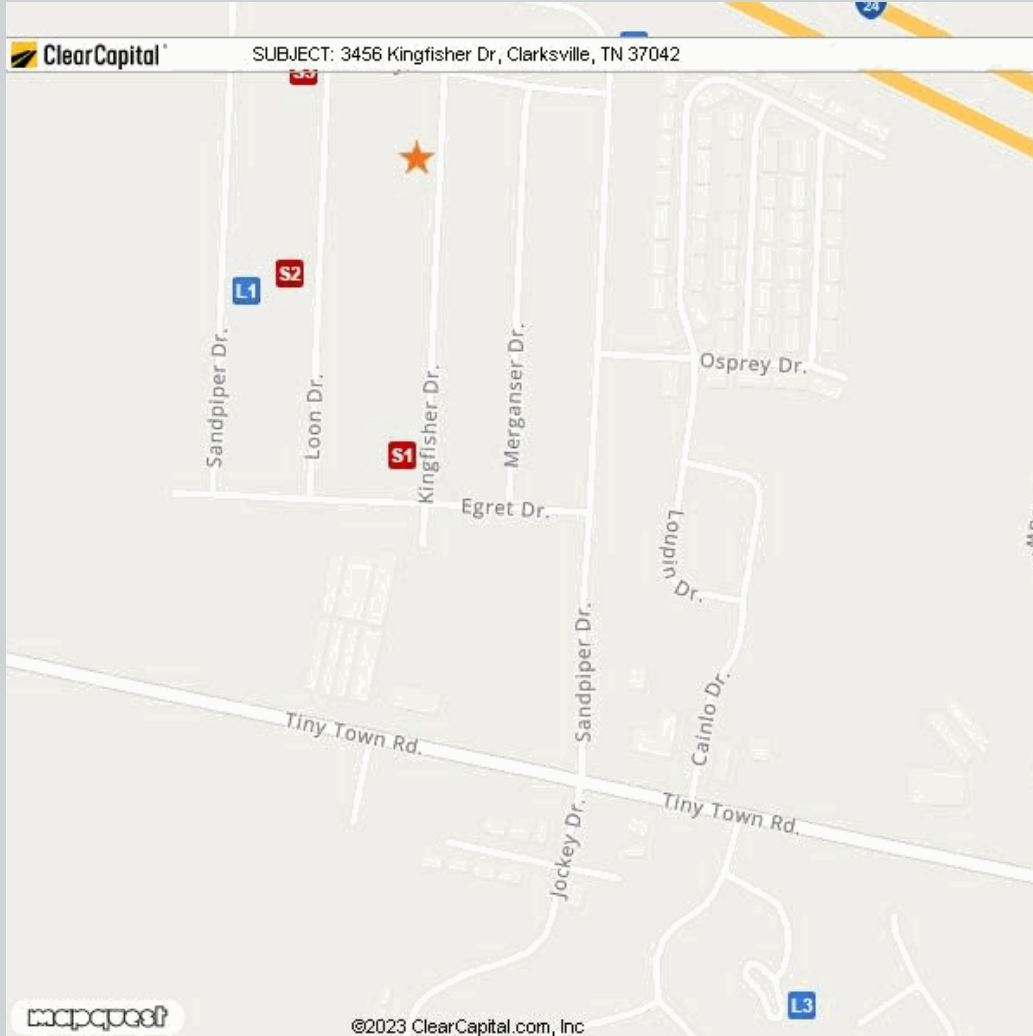 24
ClearCapital
SUBJECT: 3456 Kingfisher Dr, Clarksville, TN 37042
S3
S2
L1
Sandpiper Dr.
Loon Dr.
Kingfisher Dr.
Merganser Dr.
Osprey Dr.
S1
Egret Dr.
Loupin Dr.
Sandpiper Dr.
Cainlo Dr.
Tiny Town Rd.
Tiny Town Rd.
Jockey Dr.
L3
mapquest
©2023 ClearCapital.com, Inc